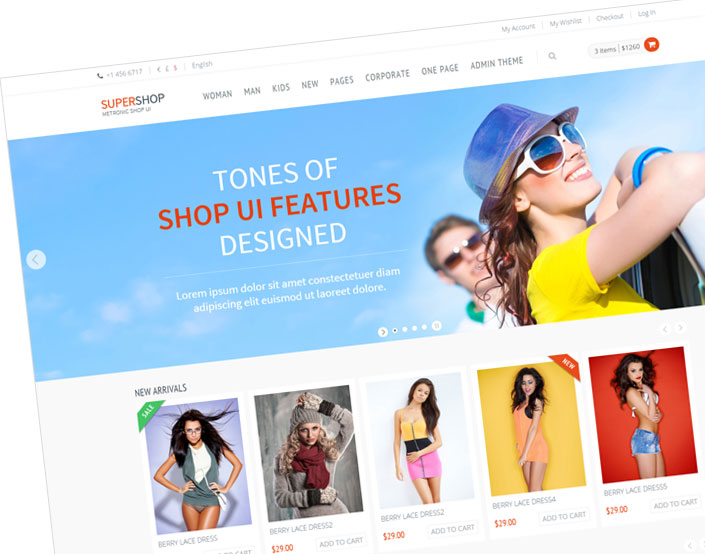 My Account My Wishlist Checkout Log In
+1 456 6717 € £ $ English
3 items $1260
SUPERSHOP
METRONIC SHOP UI
WOMAN MAN KIDS NEW PAGES CORPORATE ONE PAGE ADMIN THEME
TONES OF
SHOP UI FEATURES
DESIGNED
Lorem ipsum dolor sit amet constectetuer diam
adipiscing elit euismod ut laoreet dolore.
NEW ARRIVALS
SALE
NEW
BERRY LACE DRESS
ADD TO CART
BERRY LACE DRESS2
$29.00 ADD TO CART
BERRY LACE DRESS2
$29.00 ADD TO CART
BERRY LACE DRESS4
$29.00 ADD TO CART
BERRY LACE DRESS5
$29.00 ADD TO CART